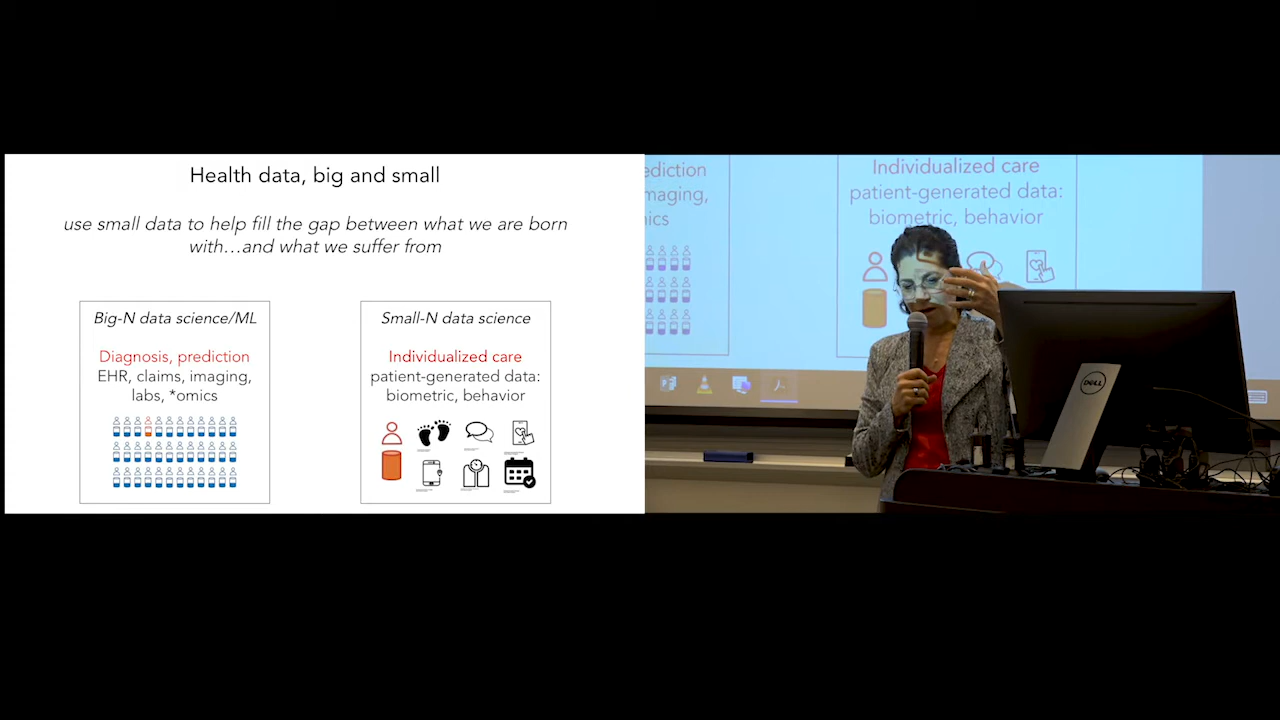 Health data, big and small
use small data to help fill the gap between what we are born
with...and what we suffer from
Big-N data science/ML
Diagnosis, prediction
EHR, claims, imaging,
labs, *omics
Small-N data science
Individualized care
patient-generated data:
biometric, behavior
ediction
maging,
ics
Individualized care
patient-generated data:
biometric, behavior
DELL